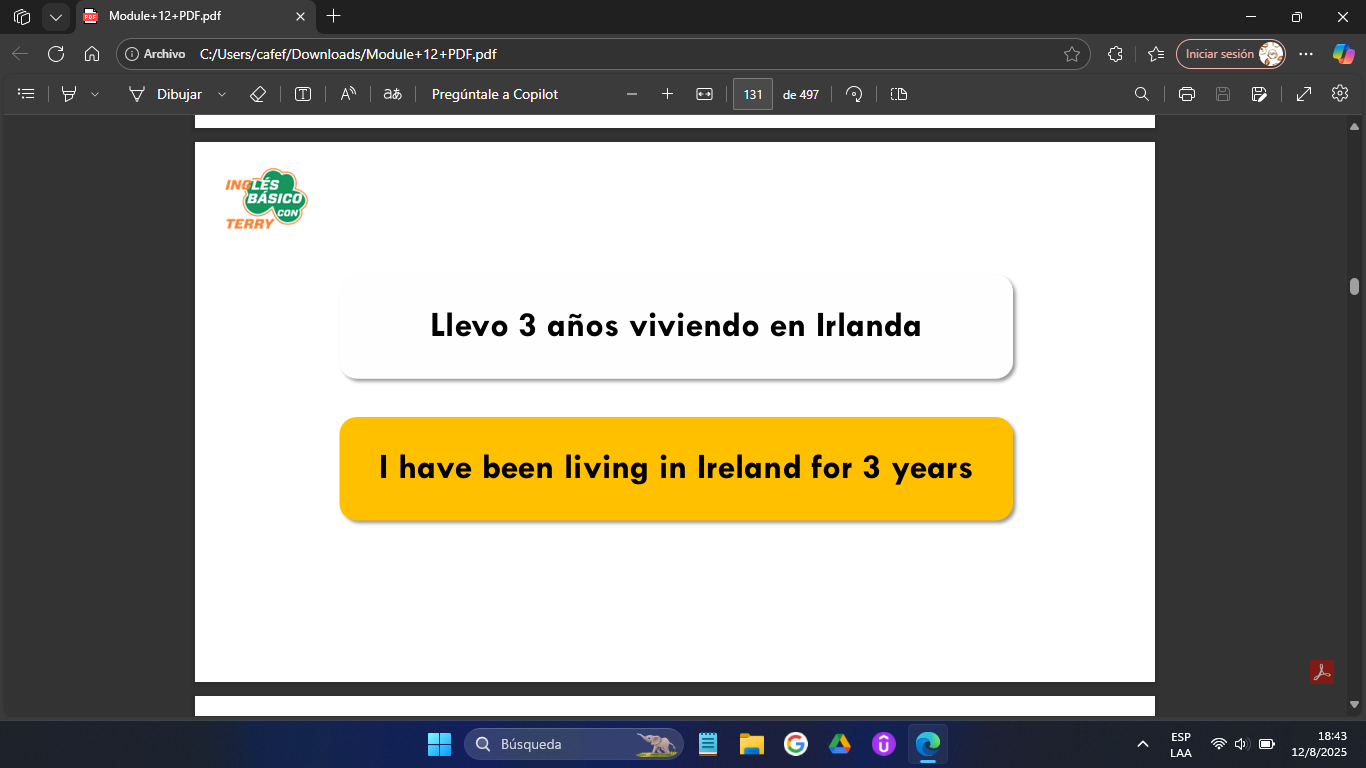 Module+12+PDF.pdf
Archivo C:/Users/cafef/Downloads/Module+12+PDF.pdf Iniciar sesión
Dibujar aあ Pregúntale a Copilot 131 de 497
INGLÉS
BÁSICO
CON
TERRY
Llevo 3 años viviendo en Irlanda
I have been living in Ireland for 3 years
Búsqueda
ESP
LAA
18:43
12/8/2025